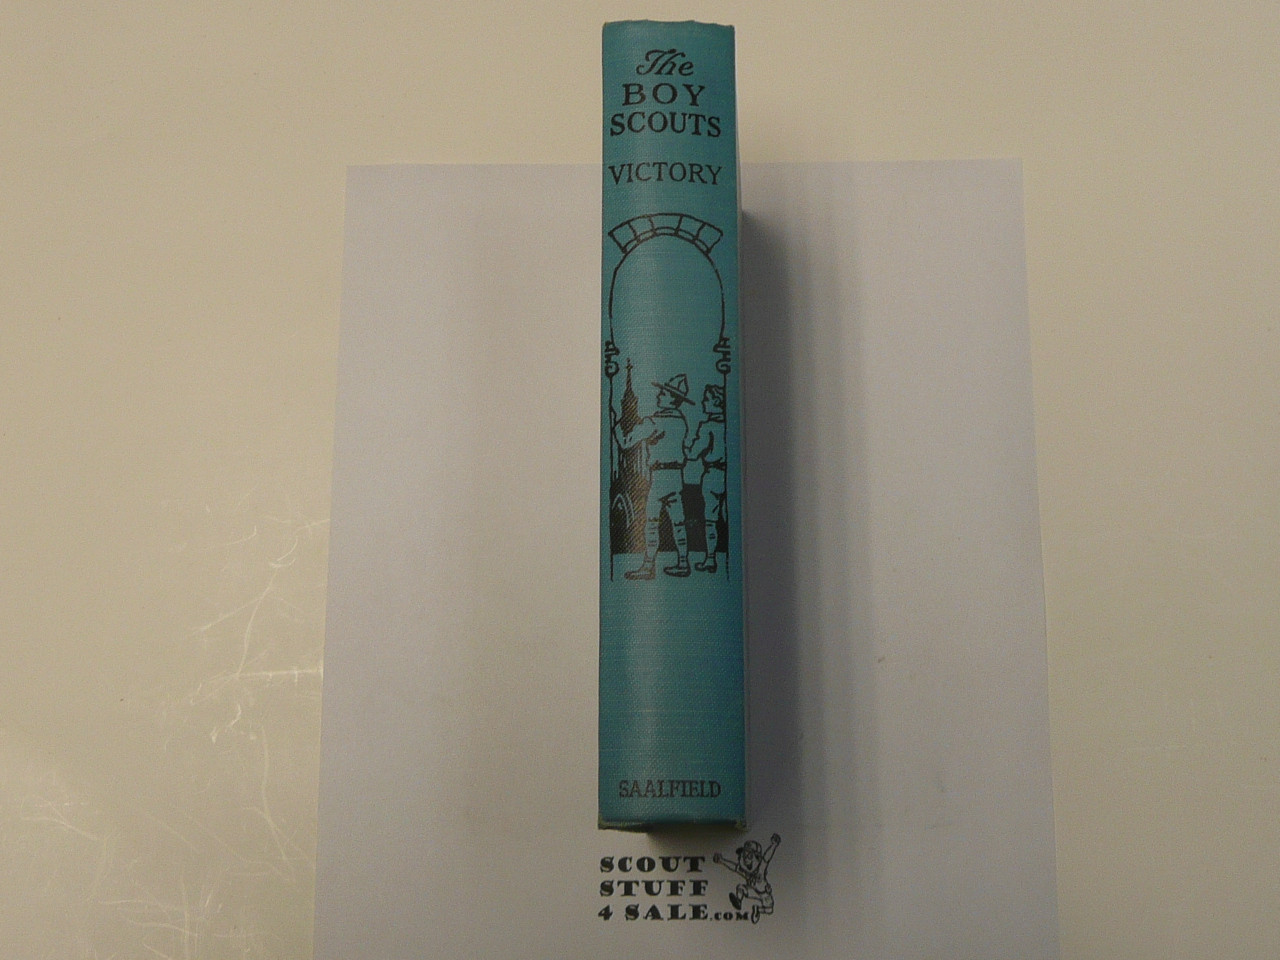 The
BOY
SCOUTS
VICTORY
SAALFIELD
SCOUT
STUFF
4 SALE.COM